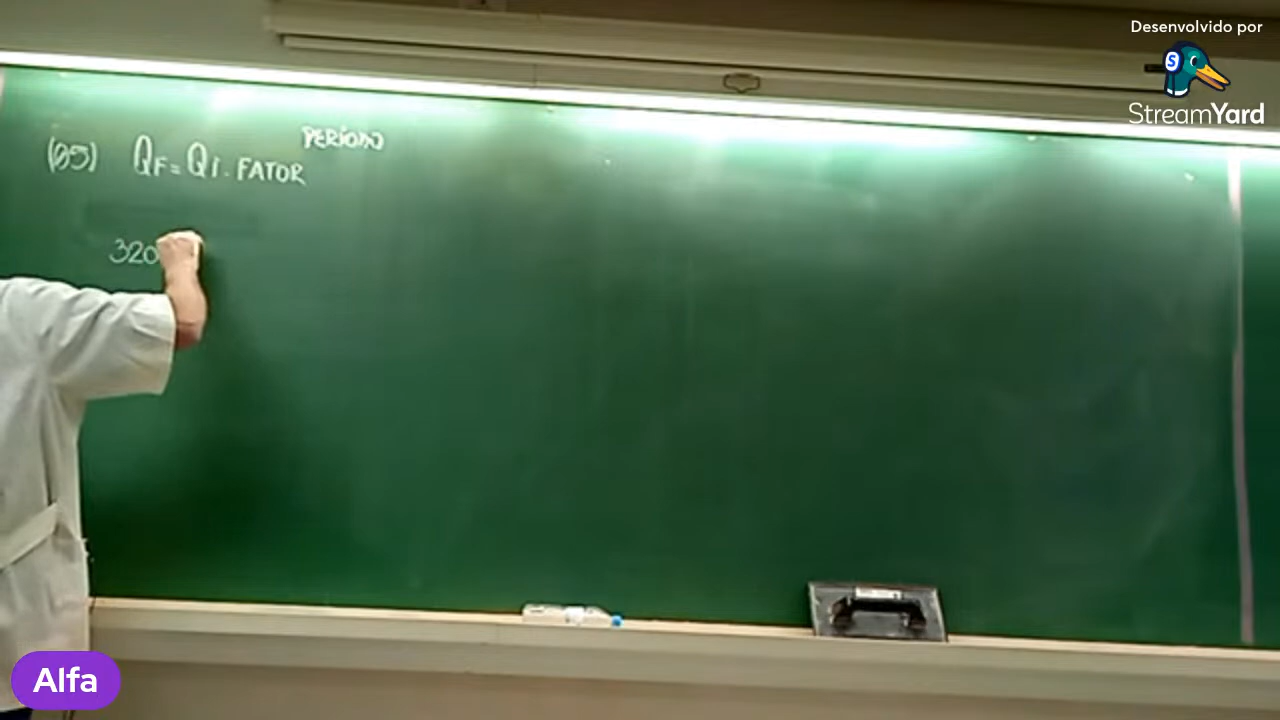 Desenvolvido por
StreamYard
PERÍODO
(05) QF = Qi . FATOR
320
Alfa